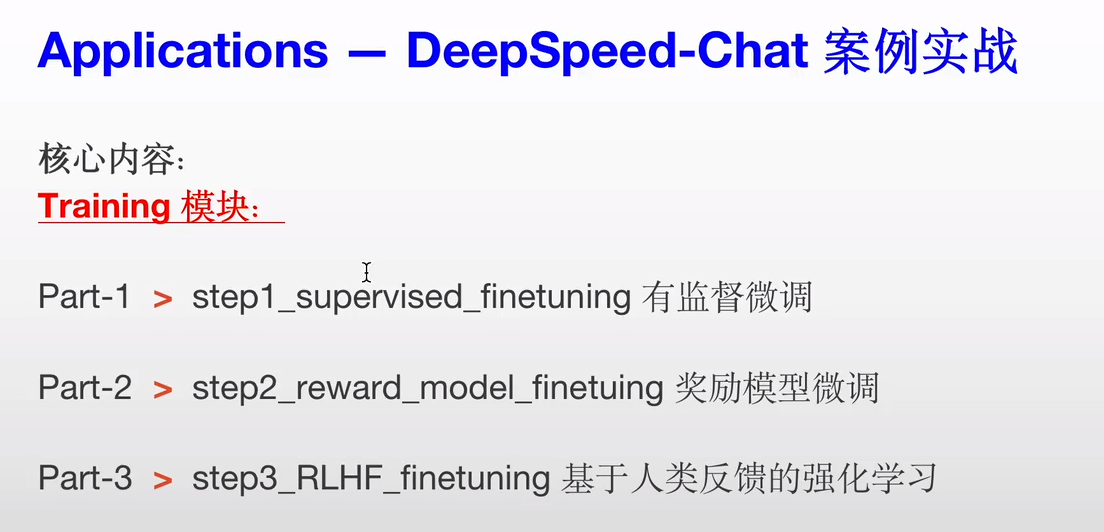 Applications — DeepSpeed-Chat 案例实战
核心内容：
Training 模块：
Part-1 > step1_supervised_finetuning 有监督微调
Part-2 > step2_reward_model_finetuing 奖励模型微调
Part-3 > step3_RLHF_finetuning 基于人类反馈的强化学习